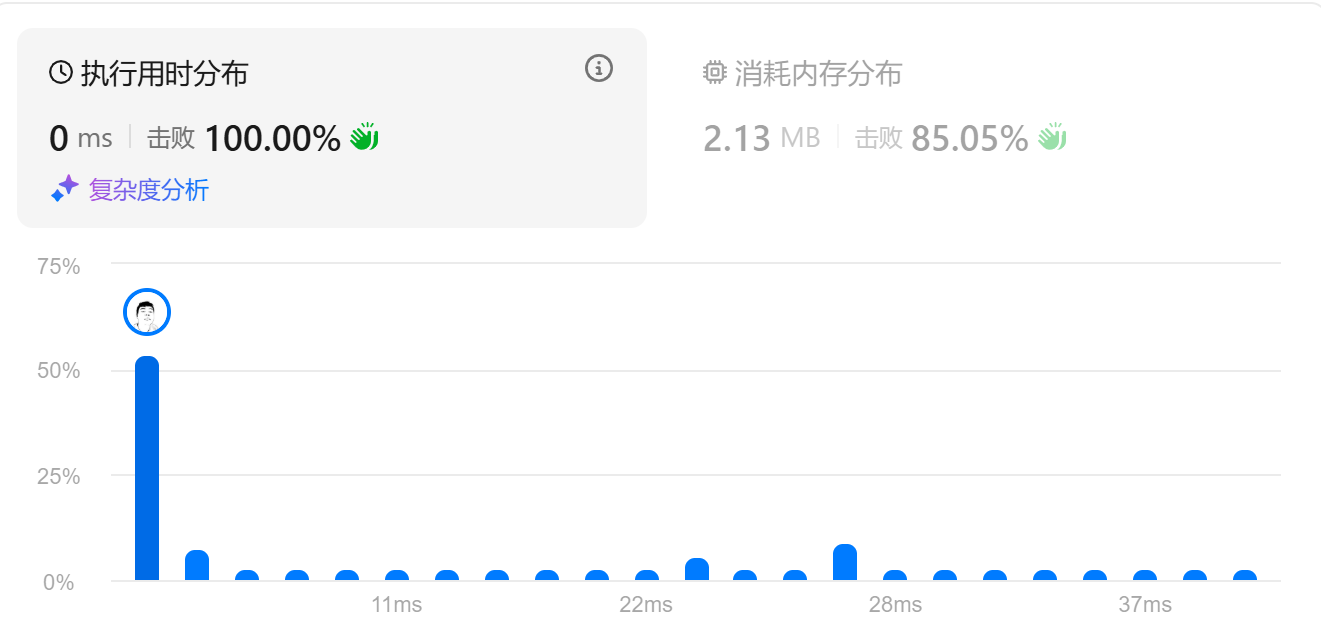 执行用时分布
0 ms 击败 100.00%
复杂度分析
消耗内存分布
2.13 MB 击败 85.05%
75%
50%
25%
0%
11ms 22ms 28ms 37ms